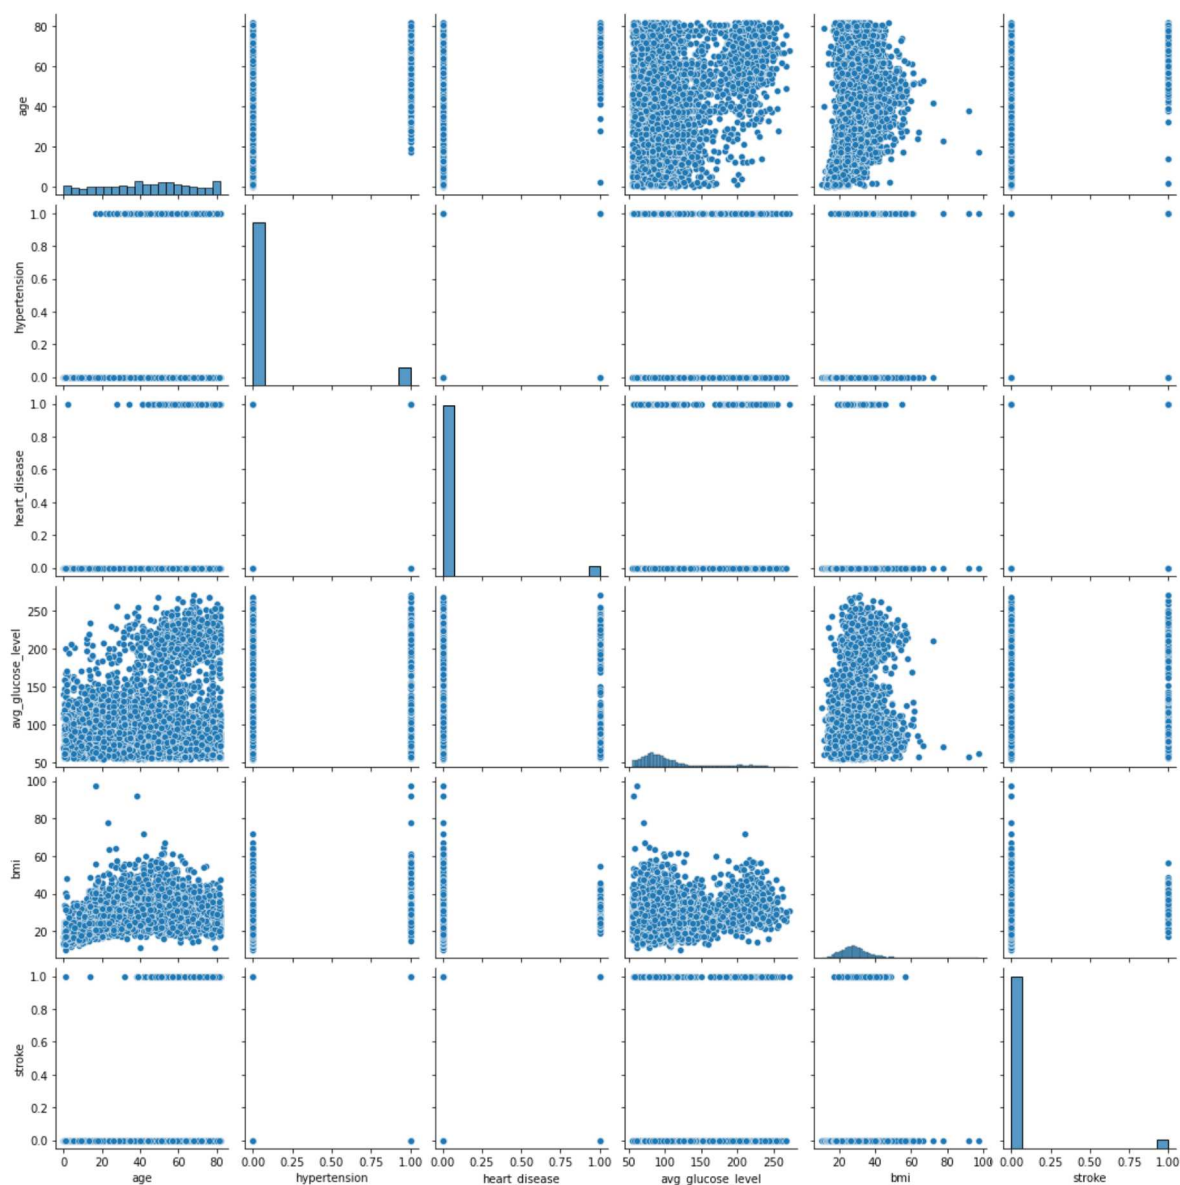 80
60
40
20
0
age
1.0
0.8
0.6
0.4
0.2
0.0
hypertension
1.0
0.8
0.6
0.4
0.2
0.0
heart_disease
250
200
150
100
50
avg_glucose_level
100
80
60
40
20
bmi
1.0
0.8
0.6
0.4
0.2
0.0
stroke
0 20 40 60 80
0.00 0.25 0.50 0.75 1.00
0.00 0.25 0.50 0.75 1.00
50 100 150 200 250
20 40 60 80 100
0.00 0.25 0.50 0.75 1.00
age hypertension heart_disease avg_glucose_level bmi stroke